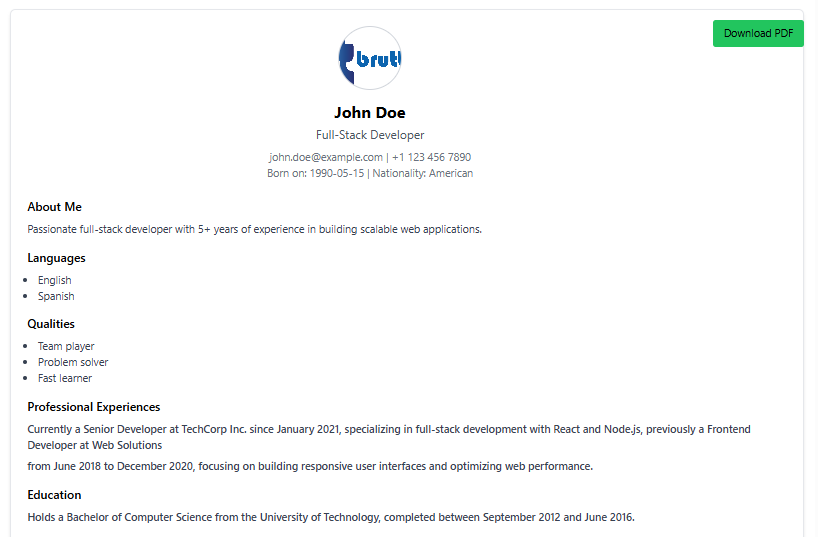 Download PDF
brutl
John Doe
Full-Stack Developer
john.doe@example.com | +1 123 456 7890
Born on: 1990-05-15 | Nationality: American
About Me
Passionate full-stack developer with 5+ years of experience in building scalable web applications.
Languages
English
Spanish
Qualities
Team player
Problem solver
Fast learner
Professional Experiences
Currently a Senior Developer at TechCorp Inc. since January 2021, specializing in full-stack development with React and Node.js, previously a Frontend
Developer at Web Solutions
from June 2018 to December 2020, focusing on building responsive user interfaces and optimizing web performance.
Education
Holds a Bachelor of Computer Science from the University of Technology, completed between September 2012 and June 2016.